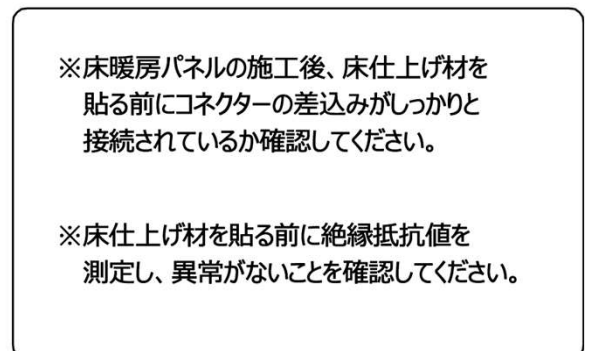 ※床暖房パネルの施工後、床仕上げ材を
貼る前にコネクターの差込みがしっかりと
接続されているか確認してください。
※床仕上げ材を貼る前に絶縁抵抗値を
測定し、異常がないことを確認してください。